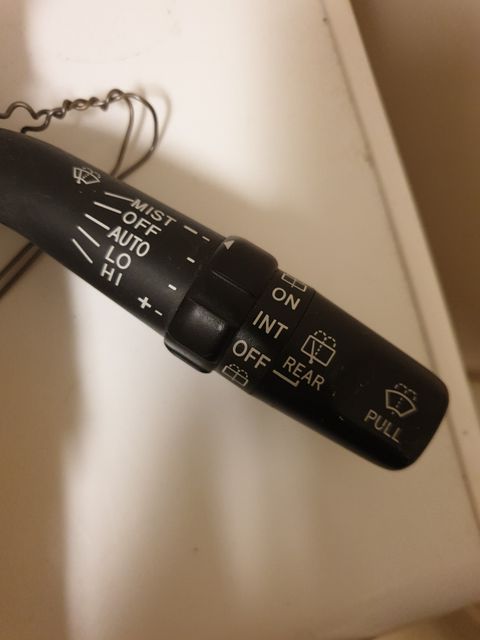 MIST
OFF
AUTO
LO
HI
+
-
ON
INT
OFF
REAR
PULL